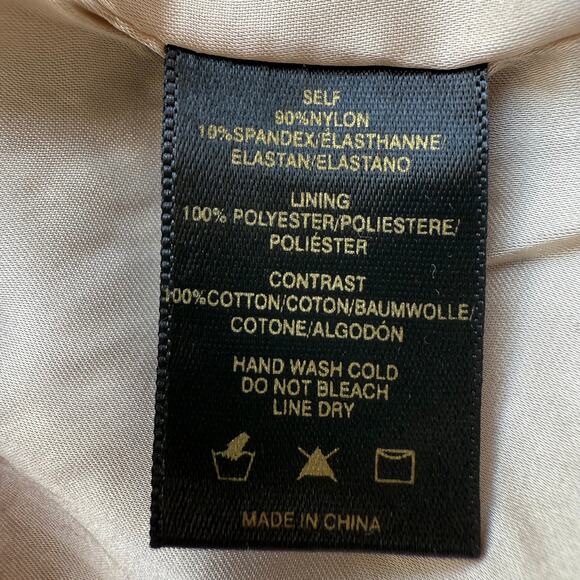 SELF
90%NYLON
10%SPANDEX/ÉLASTHANNE/
ELASTAN/ELASTANO
LINING
100% POLYESTER/POLIESTERE/
POLIÉSTER
CONTRAST
100%COTTON/COTON/BAUMWOLLE/
COTONE/ALGODÓN
HAND WASH COLD
DO NOT BLEACH
LINE DRY
MADE IN CHINA